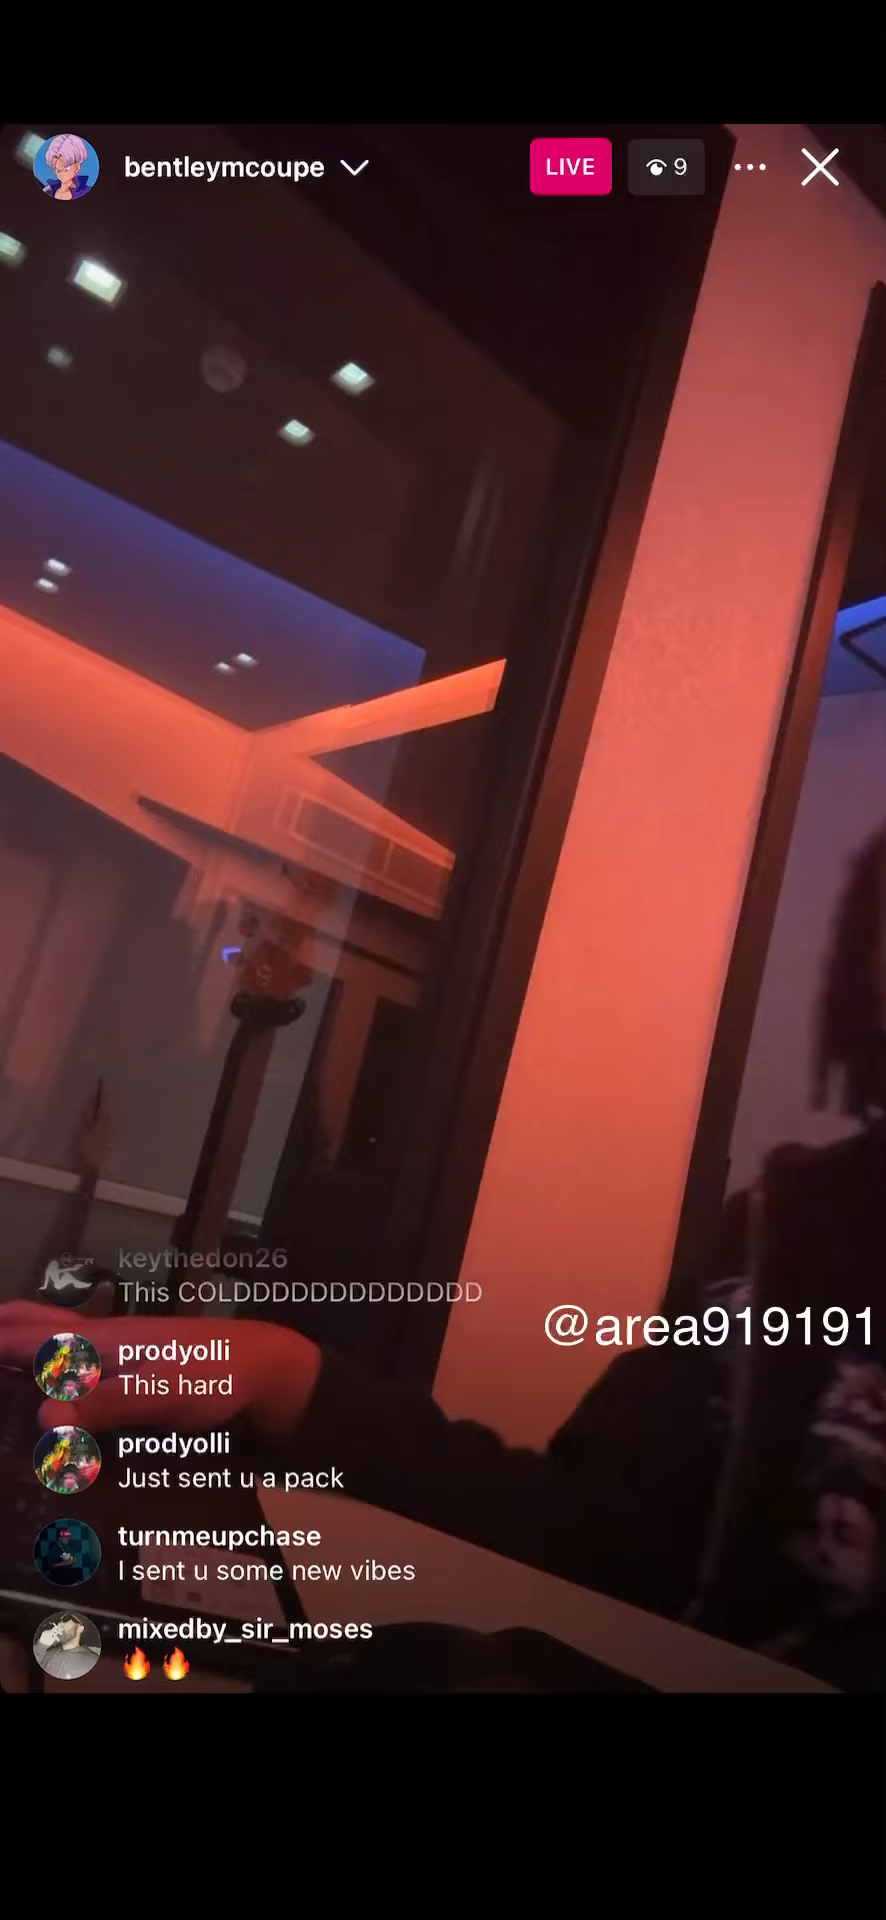 bentleymcoupe
LIVE
9
keythedon26
This COLDDDDDDDDDDDDD
@area919191
prodyolli
This hard
prodyolli
Just sent u a pack
turnmeupchase
I sent u some new vibes
mixedby_sir_moses
🔥🔥